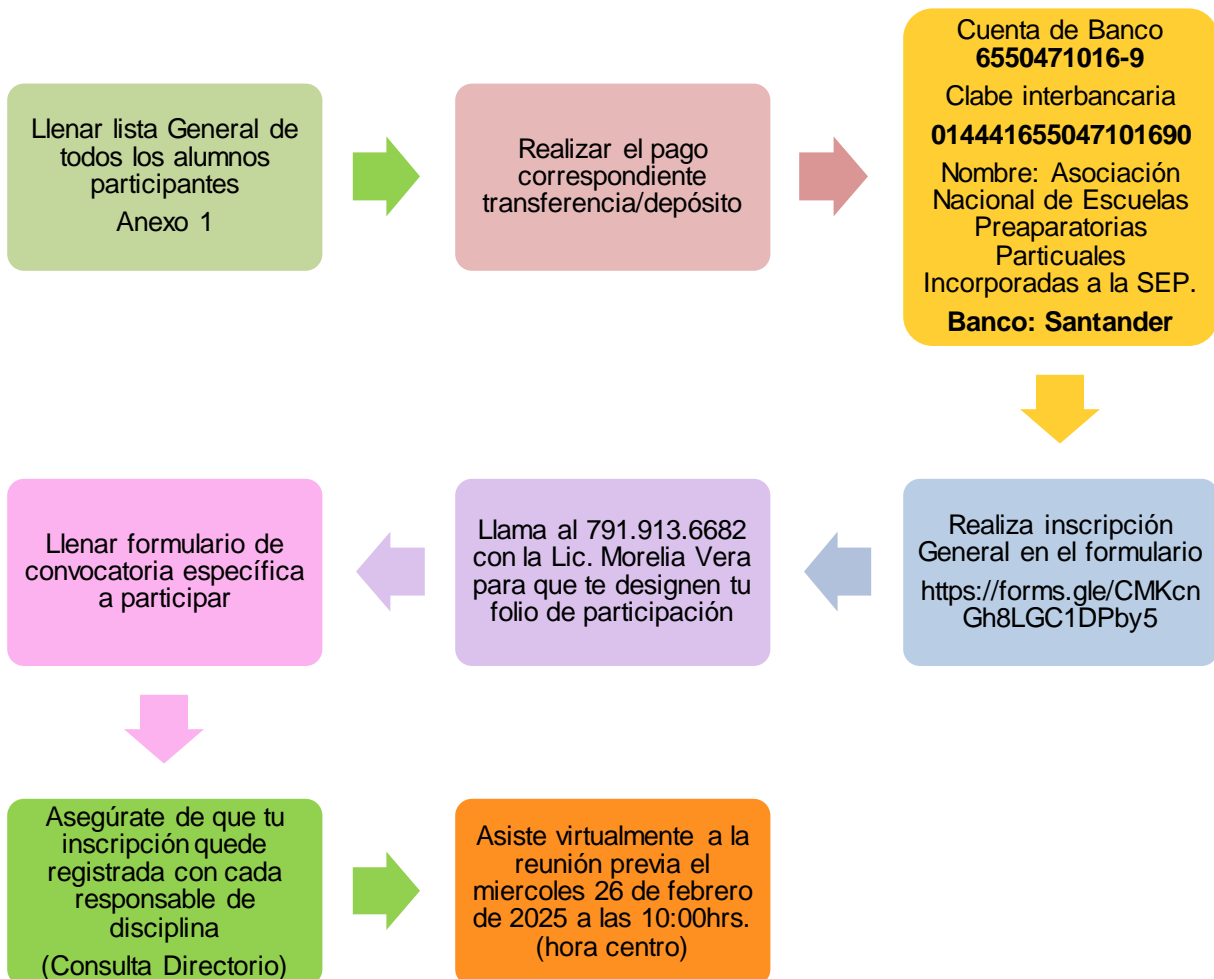 Llenar lista General de
todos los alumnos
participantes
Anexo 1
Realizar el pago
correspondiente
transferencia/depósito
Cuenta de Banco
6550471016-9
Clabe interbancaria
014441655047101690
Nombre: Asociación
Nacional de Escuelas
Preaparatorias
Particuales
Incorporadas a la SEP.
Banco: Santander
Realiza inscripción
General en el formulario
https://forms.gle/CMKcn
Gh8LGC1DPby5
Llama al 791.913.6682
con la Lic. Morelia Vera
para que te designen tu
folio de participación
Llenar formulario de
convocatoria específica
a participar
Asegúrate de que tu
inscripción quede
registrada con cada
responsable de
disciplina
(Consulta Directorio)
Asiste virtualmente a la
reunión previa el
miercoles 26 de febrero
de 2025 a las 10:00hrs.
(hora centro)